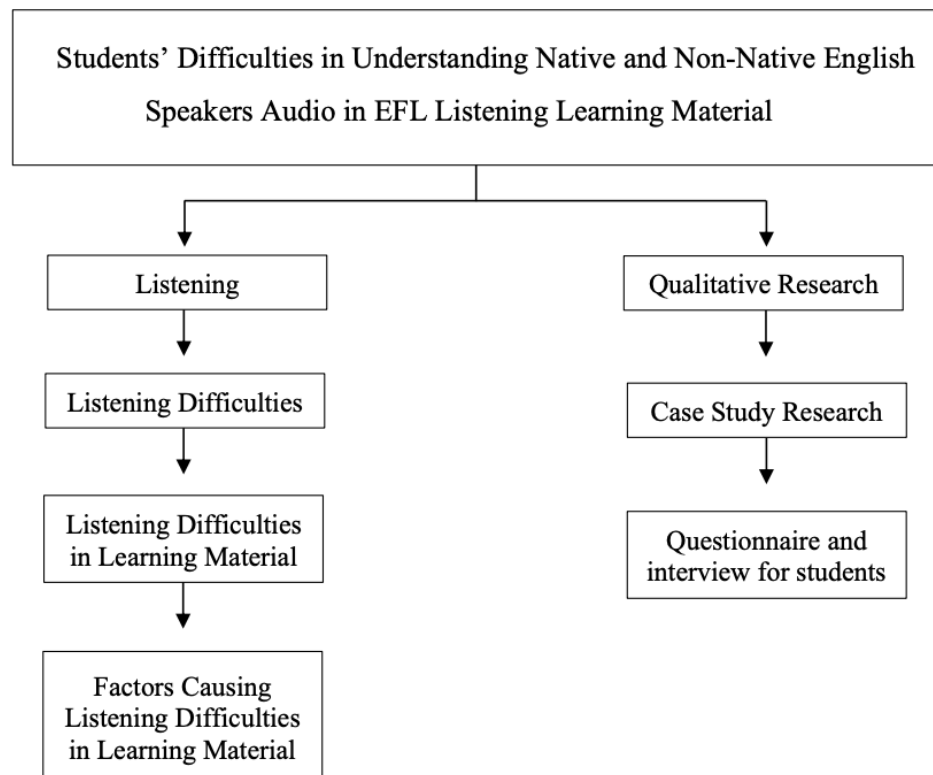 Students’ Difficulties in Understanding Native and Non-Native English
Speakers Audio in EFL Listening Learning Material
Listening
Listening Difficulties
Listening Difficulties
in Learning Material
Factors Causing
Listening Difficulties
in Learning Material
Qualitative Research
Case Study Research
Questionnaire and
interview for students